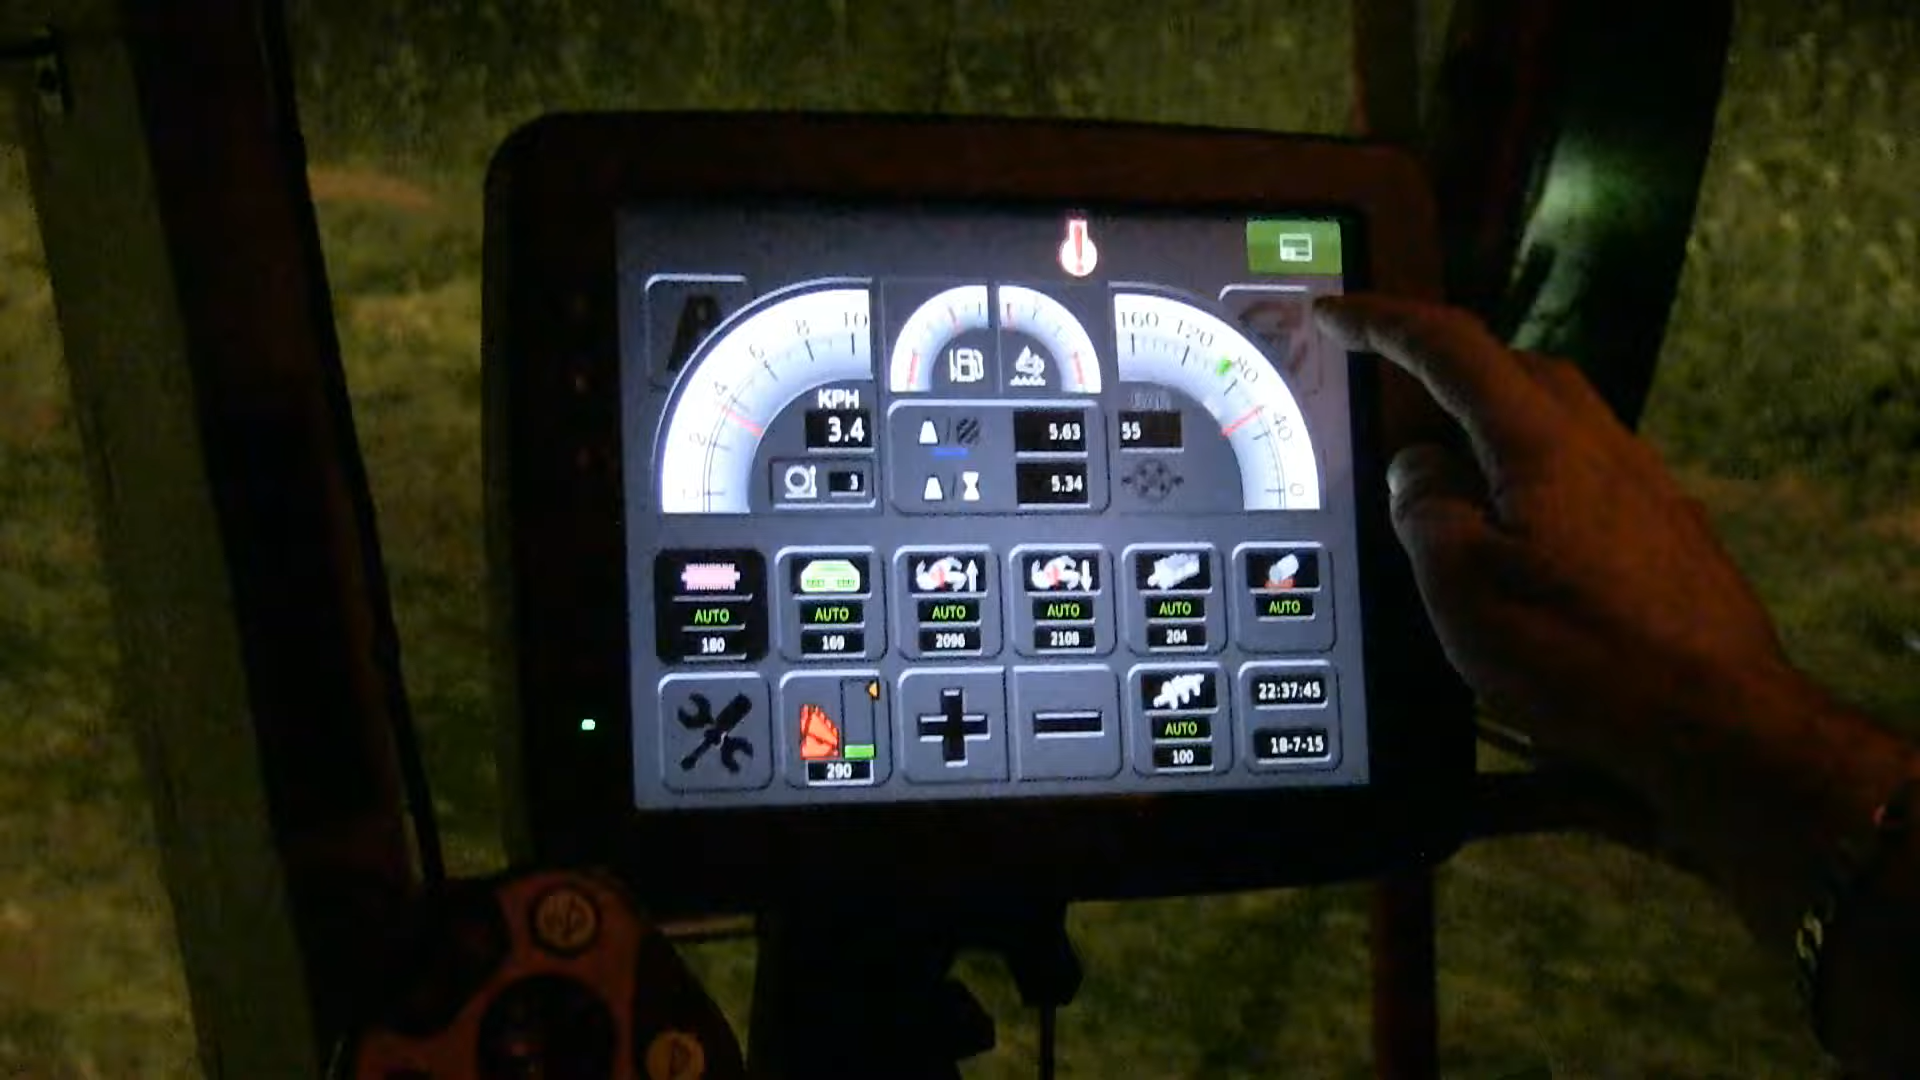 0 2 4 6 8 10
KPH
3.4
3
5.63
5.34
160 120 80 40 0
BAR
55
AUTO AUTO AUTO AUTO AUTO AUTO
180 169 2096 2108 204
290
AUTO
100
22:37:45
18-7-15
P